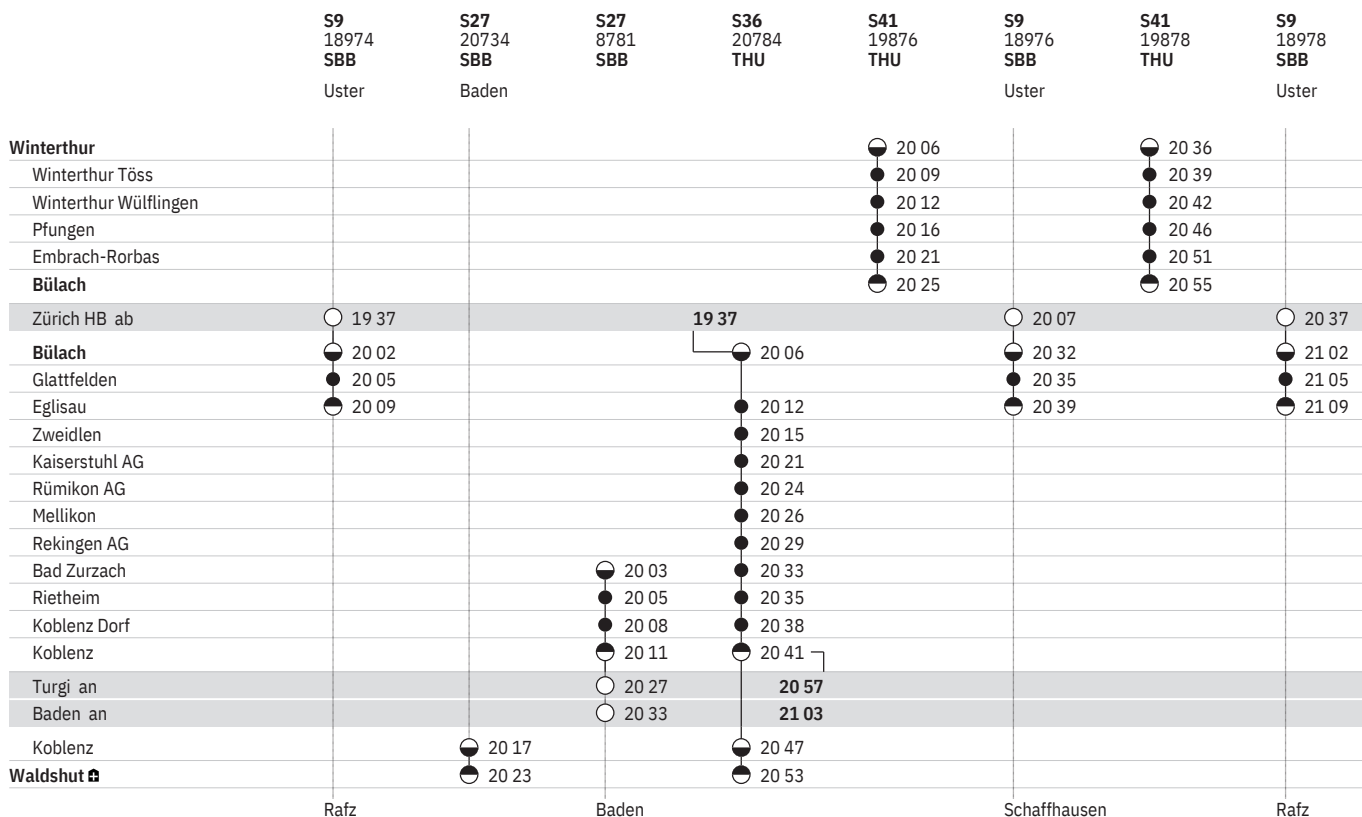 S9 S27 S27 S36 S41 S9 S41 S9
18974 20734 8781 20784 19876 18976 19878 18978
SBB SBB SBB THU THU SBB THU SBB
Uster Baden Uster Uster
Winterthur 20 06 20 36
Winterthur Töss 20 09 20 39
Winterthur Wülflingen 20 12 20 42
Pfungen 20 16 20 46
Embrach-Rorbas 20 21 20 51
Bülach 20 25 20 55
Zürich HB ab 19 37 19 37 20 07 20 37
Bülach 20 02 20 06 20 32 21 02
Glattfelden 20 05 20 35 21 05
Eglisau 20 09 20 12 20 39 21 09
Zweidlen 20 15
Kaiserstuhl AG 20 21
Rümikon AG 20 24
Mellikon 20 26
Rekingen AG 20 29
Bad Zurzach 20 03 20 33
Rietheim 20 05 20 35
Koblenz Dorf 20 08 20 38
Koblenz 20 11 20 41
Turgi an 20 27 20 57
Baden an 20 33 21 03
Koblenz 20 17 20 47
Waldshut 20 23 20 53
Rafz Baden Schaffhausen Rafz